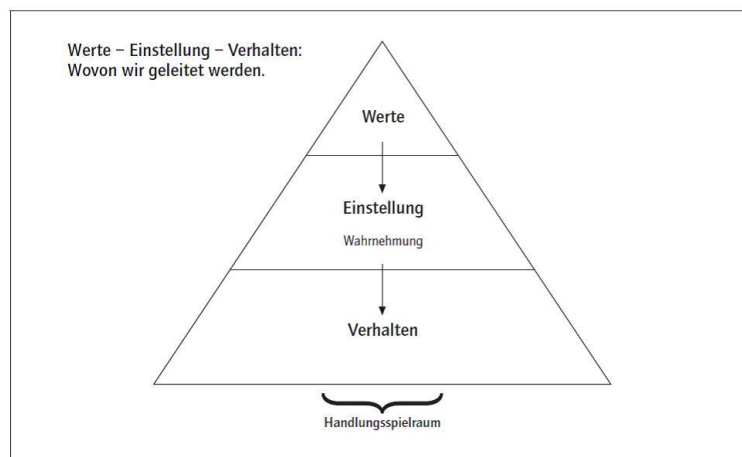 Werte – Einstellung – Verhalten:
Wovon wir geleitet werden.
Werte
Einstellung
Wahrnehmung
Verhalten
Handlungsspielraum